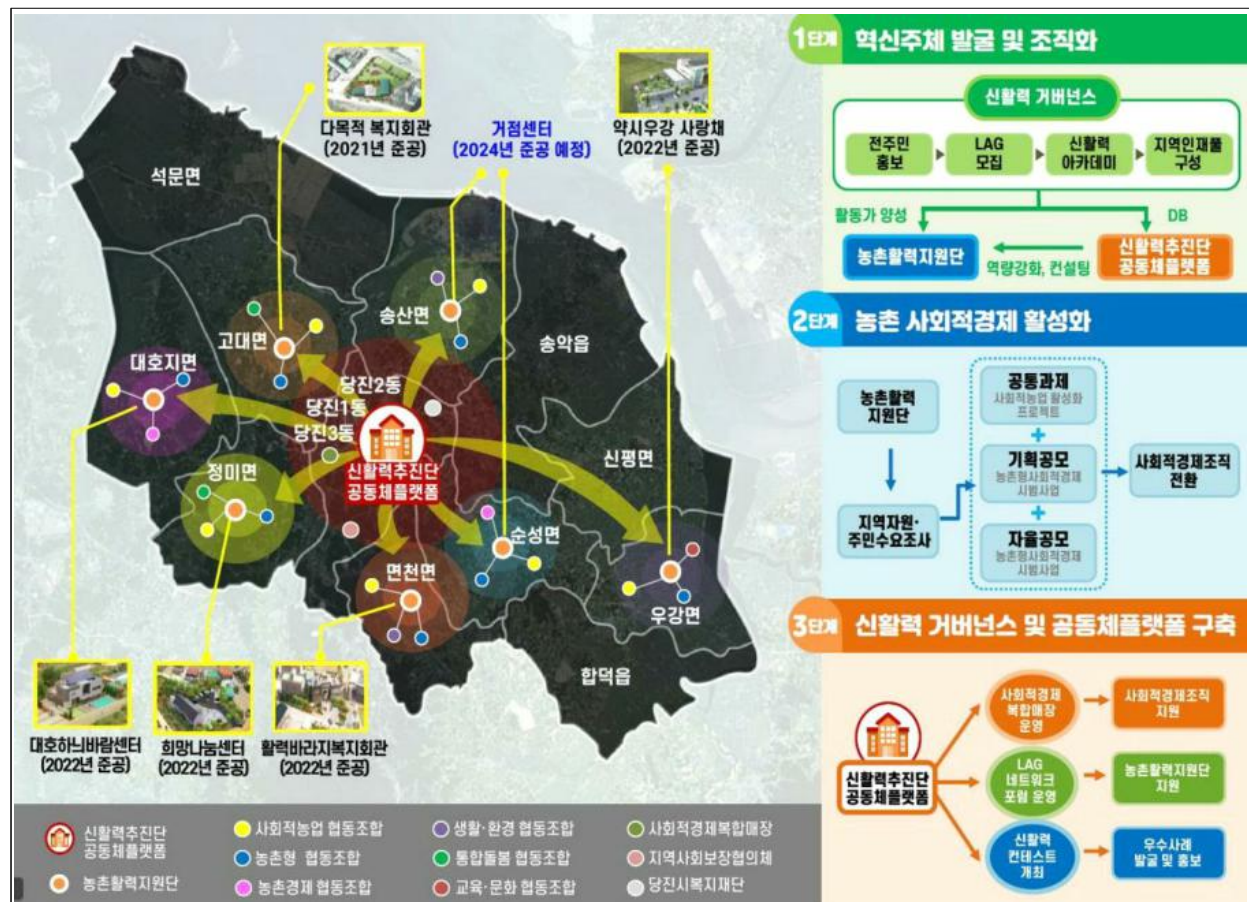 다목적 복지회관
(2021년 준공)
거점센터
(2024년 준공 예정)
약시우강 사랑채
(2022년 준공)
석문면
고대면
송산면
송악읍
대호지면
당진2동
당진1동
당진3동
신활력추진단
공동체플랫폼
신평면
정미면
순성면
면천면
우강면
합덕읍
대호하늬바람센터
(2022년 준공)
희망나눔센터
(2022년 준공)
활력바라지복지회관
(2022년 준공)
신활력추진단
공동체플랫폼
농촌활력지원단
사회적농업 협동조합
농촌형 협동조합
농촌경제 협동조합
생활·환경 협동조합
통합돌봄 협동조합
교육·문화 협동조합
사회적경제복합매장
지역사회보장협의체
당진시복지재단
1단계 혁신주체 발굴 및 조직화
신활력 거버넌스
전주민
홍보
LAG
모집
신활력
아카데미
지역인재풀
구성
활동가 양성
DB
농촌활력지원단
역량강화, 컨설팅
신활력추진단
공동체플랫폼
2단계 농촌 사회적경제 활성화
농촌활력
지원단
지역자원·
주민수요조사
공통과제
사회적농업 활성화
프로젝트
+
기획공모
농촌형사회적경제
시범사업
+
자율공모
농촌형사회적경제
시범사업
사회적경제조직
전환
3단계 신활력 거버넌스 및 공동체플랫폼 구축
신활력추진단
공동체플랫폼
사회적경제
복합매장
운영
사회적경제조직
지원
LAG
네트워크
포럼 운영
농촌활력지원단
지원
신활력
컨테스트
개최
우수사례
발굴 및 홍보